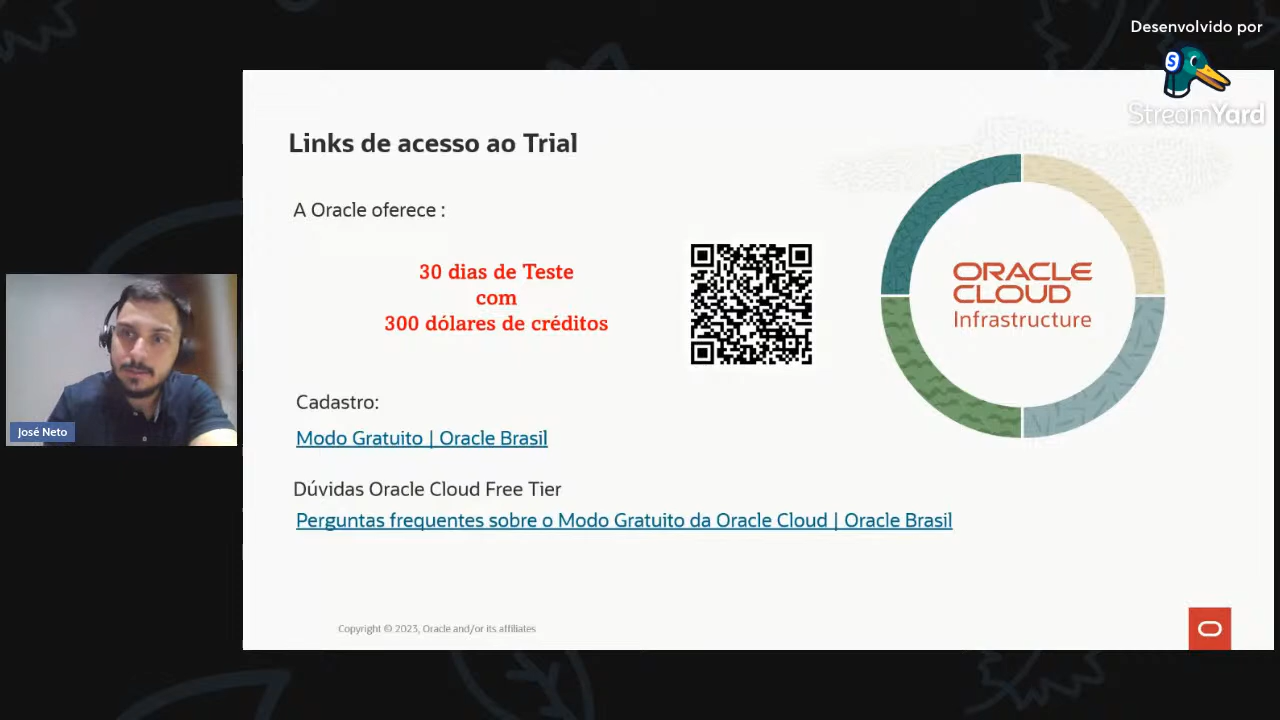 Desenvolvido por
StreamYard
Links de acesso ao Trial
A Oracle oferece :
30 dias de Teste
com
300 dólares de créditos
ORACLE
CLOUD
Infrastructure
José Neto
Cadastro:
Modo Gratuito | Oracle Brasil
Dúvidas Oracle Cloud Free Tier
Perguntas frequentes sobre o Modo Gratuito da Oracle Cloud | Oracle Brasil
Copyright © 2023, Oracle and/or its affiliates